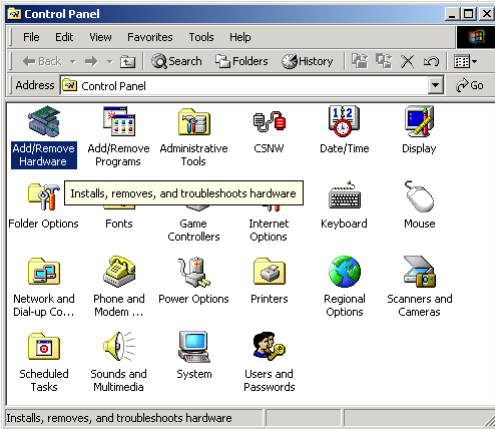 Control Panel
File Edit View Favorites Tools Help
Back Search Folders History
Address Control Panel Go
Add/Remove Hardware
Add/Remove Programs
Administrative Tools
CSNW
Date/Time
Display
Installs, removes, and troubleshoots hardware
Folder Options
Fonts
Game Controllers
Internet Options
Keyboard
Mouse
Network and Dial-up Co...
Phone and Modem ...
Power Options
Printers
Regional Options
Scanners and Cameras
Scheduled Tasks
Sounds and Multimedia
System
Users and Passwords
Installs, removes, and troubleshoots hardware